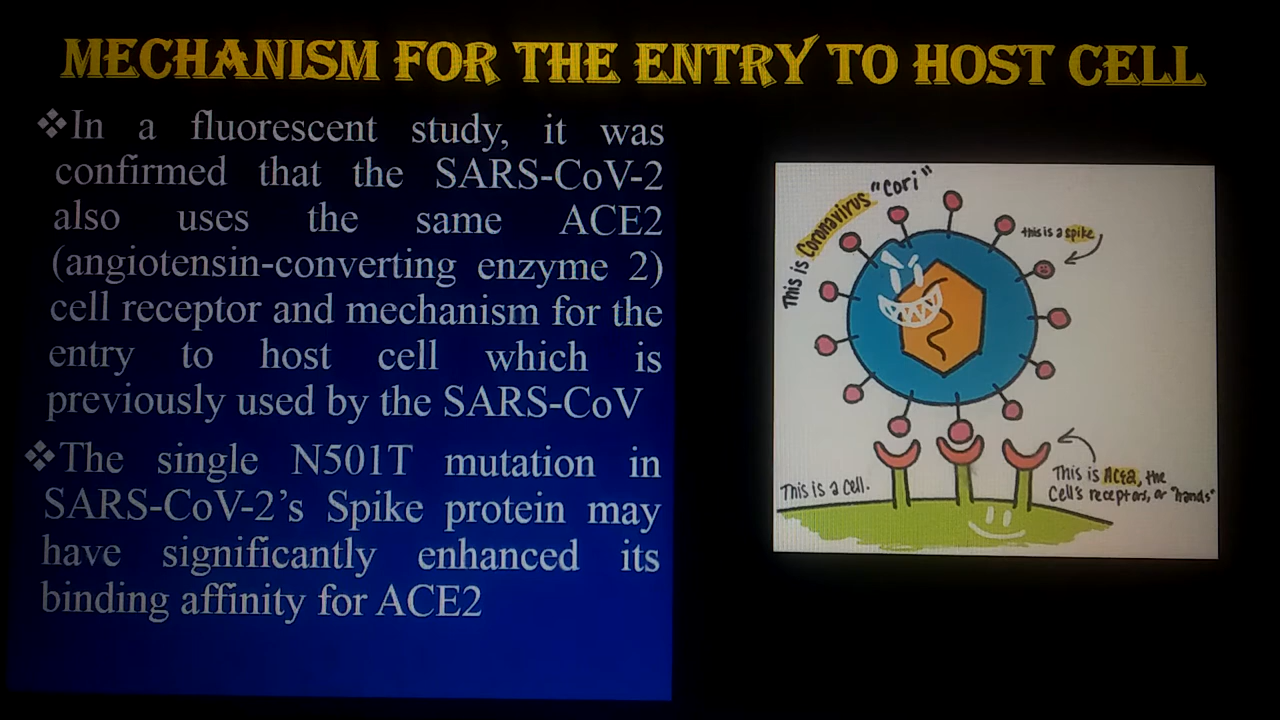 MECHANISM FOR THE ENTRY TO HOST CELL
❖In a fluorescent study, it was
confirmed that the SARS-CoV-2
also uses the same ACE2
(angiotensin-converting enzyme 2)
cell receptor and mechanism for the
entry to host cell which is
previously used by the SARS-CoV
❖The single N501T mutation in
SARS-CoV-2's Spike protein may
have significantly enhanced its
binding affinity for ACE2
This is Coronavirus "Cori"
this is a spike
This is a cell.
This is ACE2, the
Cell's receptors, or "hands"